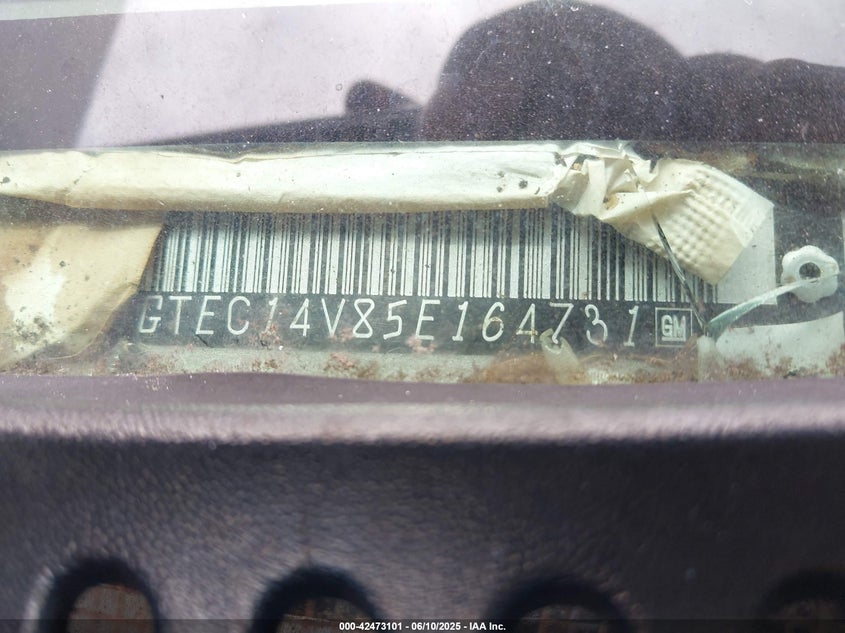 GTEC14V85E164731 GM
000-42473101 - 06/10/2025 - IAA Inc.